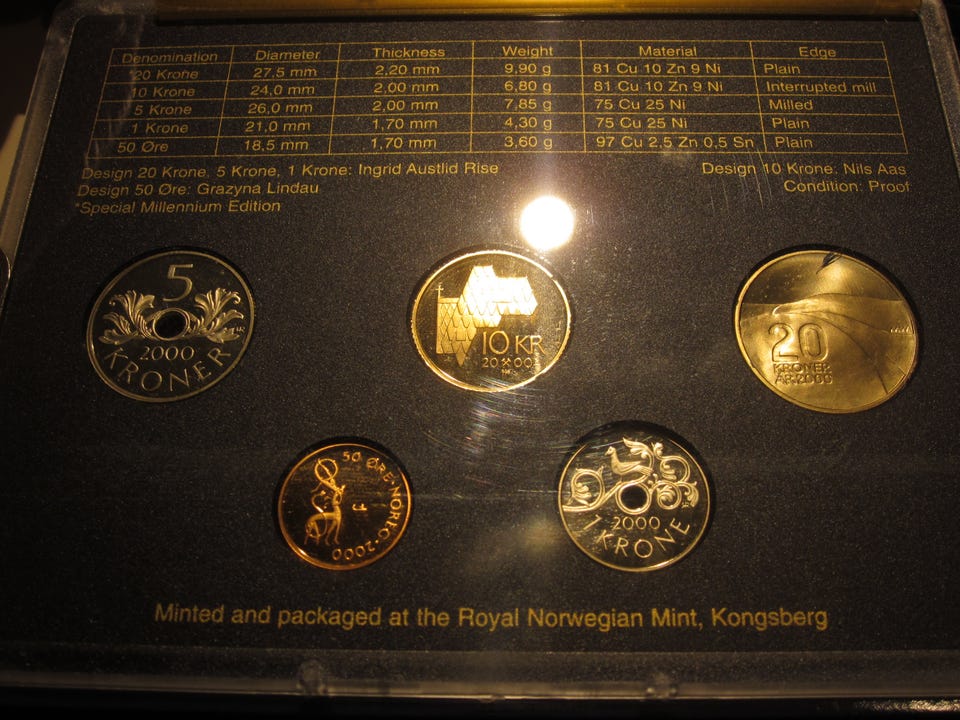 Denomination Diameter Thickness Weight Material Edge
*20 Krone 27,5 mm 2,20 mm 9,90 g 81 Cu 10 Zn 9 Ni Plain
10 Krone 24,0 mm 2,00 mm 6,80 g 81 Cu 10 Zn 9 Ni Interrupted mill
5 Krone 26,0 mm 2,00 mm 7,85 g 75 Cu 25 Ni Milled
1 Krone 21,0 mm 1,70 mm 4,30 g 75 Cu 25 Ni Plain
50 Øre 18,5 mm 1,70 mm 3,60 g 97 Cu 2,5 Zn 0,5 Sn Plain
Design 20 Krone, 5 Krone, 1 Krone: Ingrid Austlid Rise Design 10 Krone: Nils Aas
Design 50 Øre: Grazyna Lindau Condition: Proof
*Special Millennium Edition
5
2000
KRONER
10 KR
20 00
20
KRONER
ÅR 2000
50 ØRE·NOREG·2000
2000
1 KRONE
Minted and packaged at the Royal Norwegian Mint, Kongsberg